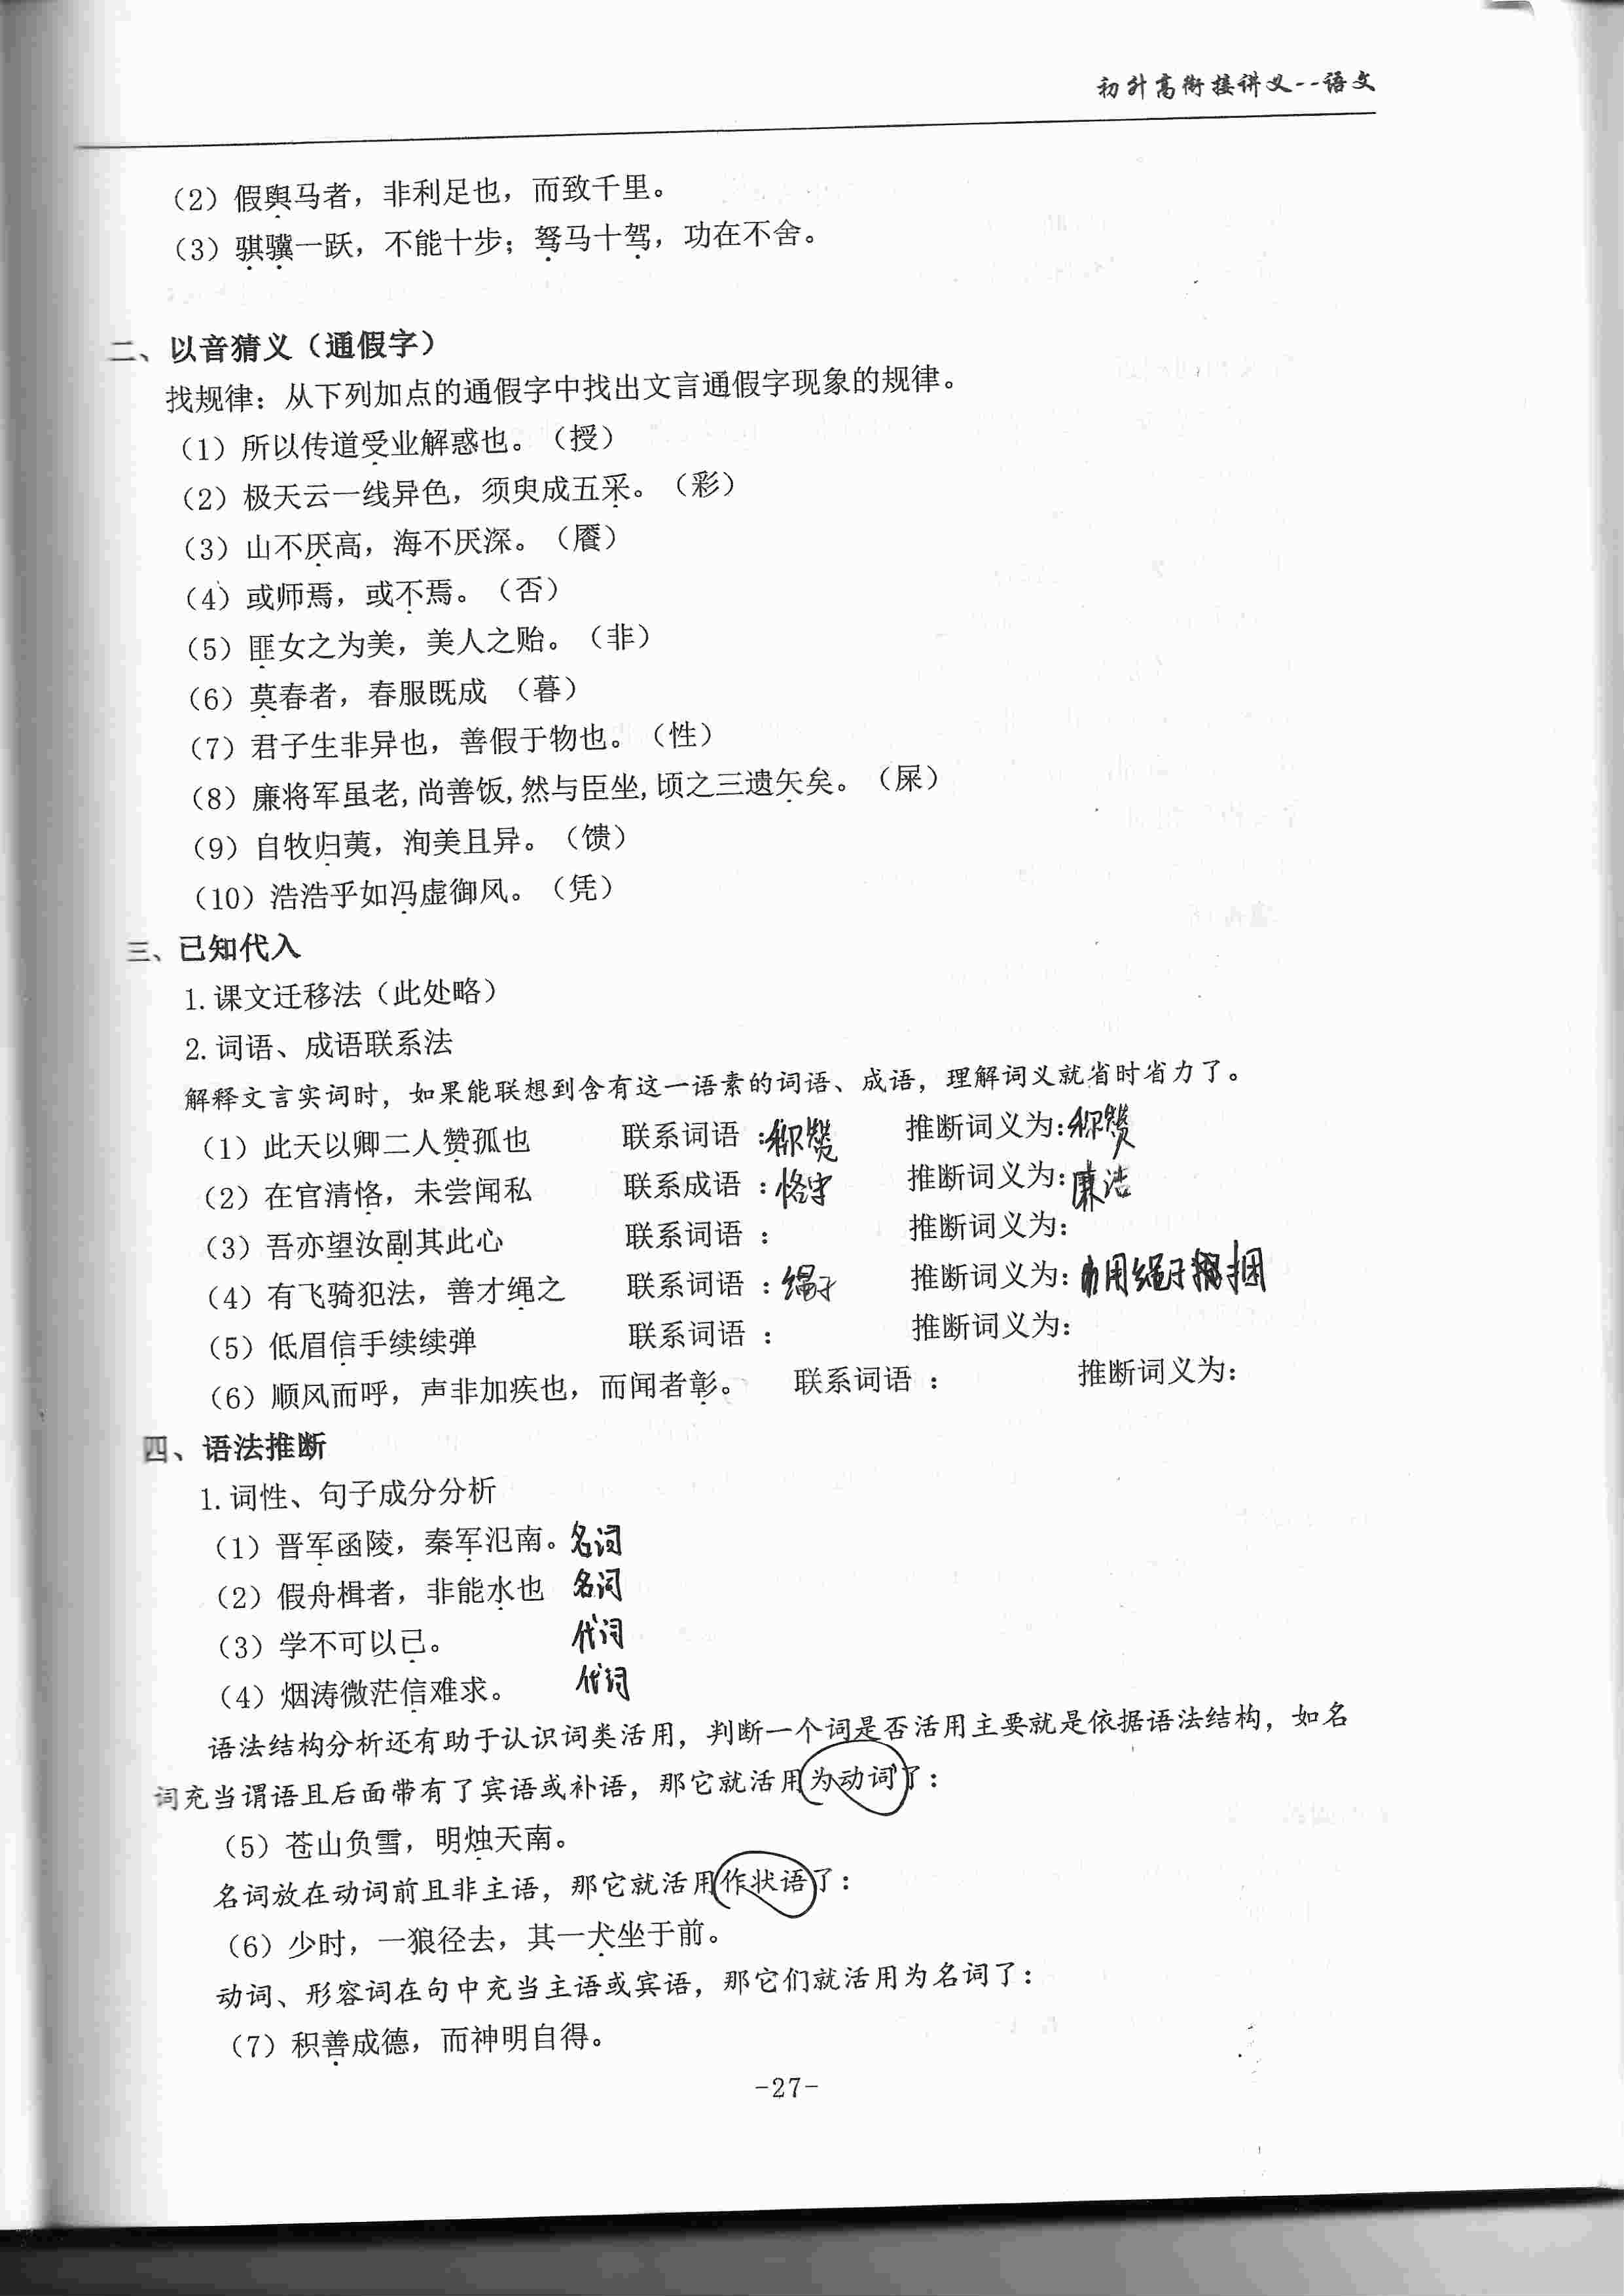 初升高衔接讲义--语文
（2）假舆马者，非利足也，而致千里。
（3）骐骥一跃，不能十步；驽马十驾，功在不舍。
二、以音猜义（通假字）
找规律：从下列加点的通假字中找出文言通假字现象的规律。
（1）所以传道受业解惑也。（授）
（2）极天云一线异色，须臾成五采。（彩）
（3）山不厌高，海不厌深。（餍）
（4）或师焉，或不焉。（否）
（5）匪女之为美，美人之贻。（非）
（6）莫春者，春服既成 （暮）
（7）君子生非异也，善假于物也。（性）
（8）廉将军虽老,尚善饭,然与臣坐,顷之三遗矢矣。（屎）
（9）自牧归荑，洵美且异。（馈）
（10）浩浩乎如冯虚御风。（凭）
三、已知代入
1.课文迁移法（此处略）
2.词语、成语联系法
解释文言实词时，如果能联想到含有这一语素的词语、成语，理解词义就省时省力了。
（1）此天以卿二人赞孤也 联系词语：称赞 推断词义为:称赞
（2）在官清恪，未尝闻私 联系成语：恪守 推断词义为:廉洁
（3）吾亦望汝副其此心 联系词语： 推断词义为:
（4）有飞骑犯法，善才绳之 联系词语：绳子 推断词义为:用绳子捆
（5）低眉信手续续弹 联系词语： 推断词义为:
（6）顺风而呼，声非加疾也，而闻者彰。 联系词语： 推断词义为:
四、语法推断
1.词性、句子成分分析
（1）晋军函陵，秦军氾南。名词
（2）假舟楫者，非能水也 名词
（3）学不可以已。 代词
（4）烟涛微茫信难求。 代词
语法结构分析还有助于认识词类活用，判断一个词是否活用主要就是依据语法结构，如名
词充当谓语且后面带有了宾语或补语，那它就活用为动词了：
（5）苍山负雪，明烛天南。
名词放在动词前且非主语，那它就活用作状语了：
（6）少时，一狼径去，其一犬坐于前。
动词、形容词在句中充当主语或宾语，那它们就活用为名词了：
（7）积善成德，而神明自得。
-27-